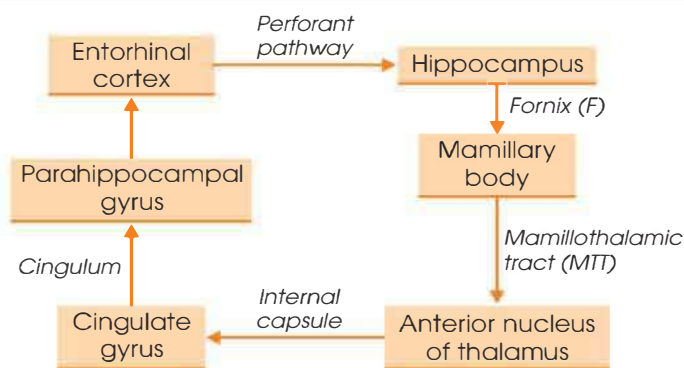 Perforant
pathway
Entorhinal
cortex
Hippocampus
Fornix (F)
Mamillary
body
Parahippocampal
gyrus
Mamillothalamic
tract (MTT)
Cingulum
Internal
capsule
Cingulate
gyrus
Anterior nucleus
of thalamus